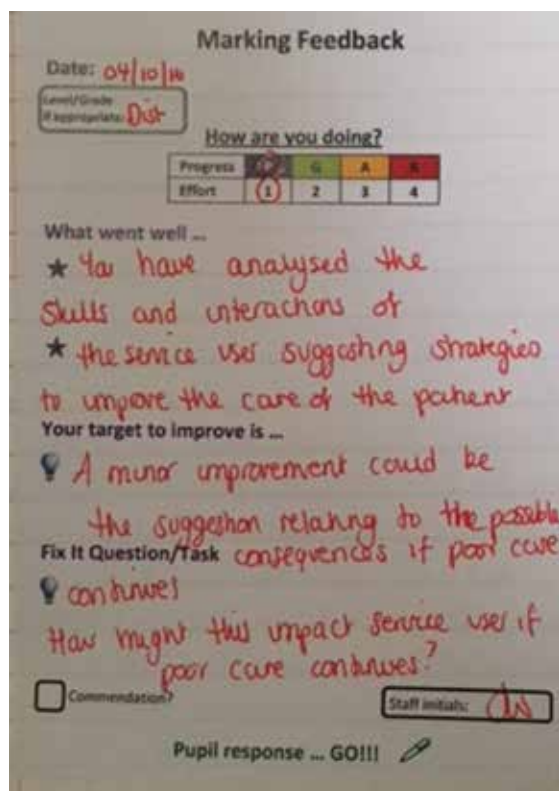 Marking Feedback
Date: 04/10/16
Level/Grade
if appropriate: Dist
How are you doing?
Progress G A R
Effort 1 2 3 4
What went well ...
★ You have analysed the
skills and interactions of
★ the service user suggesting strategies
to improve the care of the patient
Your target to improve is ...
A minor improvement could be
the suggestion relating to the possible
Fix It Question/Task consequences if poor care
continues
How might this impact service user if
poor care continues?
Commendation?
Staff initials:
Pupil response ... GO!!!